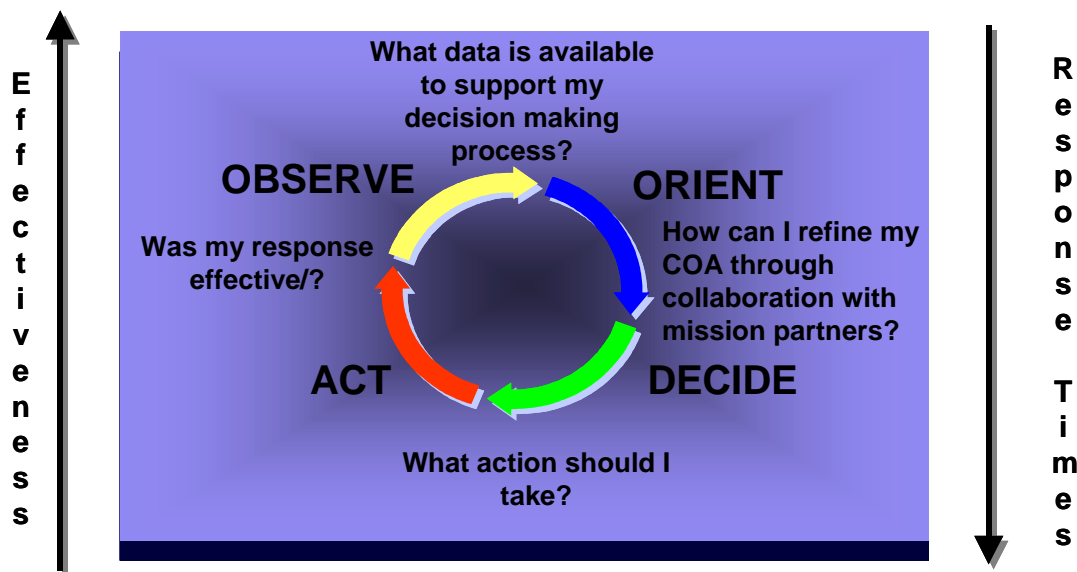 Effectiveness
What data is available
to support my
decision making
process?
OBSERVE
ORIENT
Was my response
effective/?
How can I refine my
COA through
collaboration with
mission partners?
ACT
DECIDE
What action should I
take?
Response Times